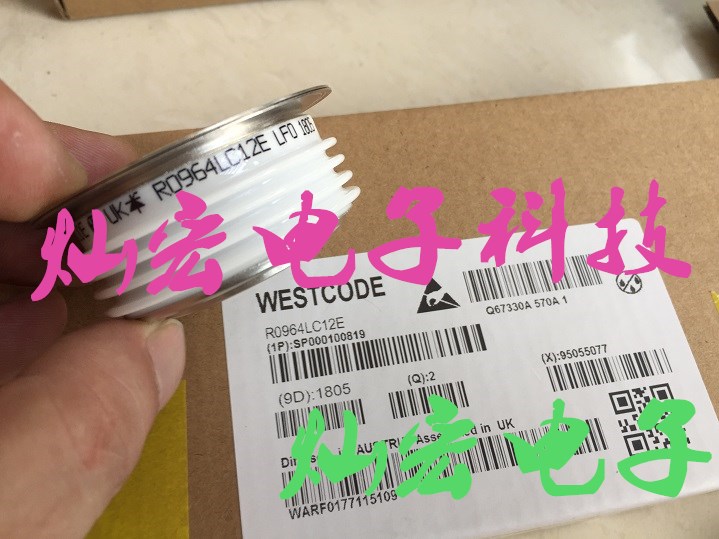 UK R0964LC12E LF0 1805
灿宏电子科技
WESTCODE
R0964LC12E
(1P):SP000100819
Q67330A 570A 1
(9D):1805
(Q):2
(X):95055077
in UK
WARF0177115109
灿宏电子